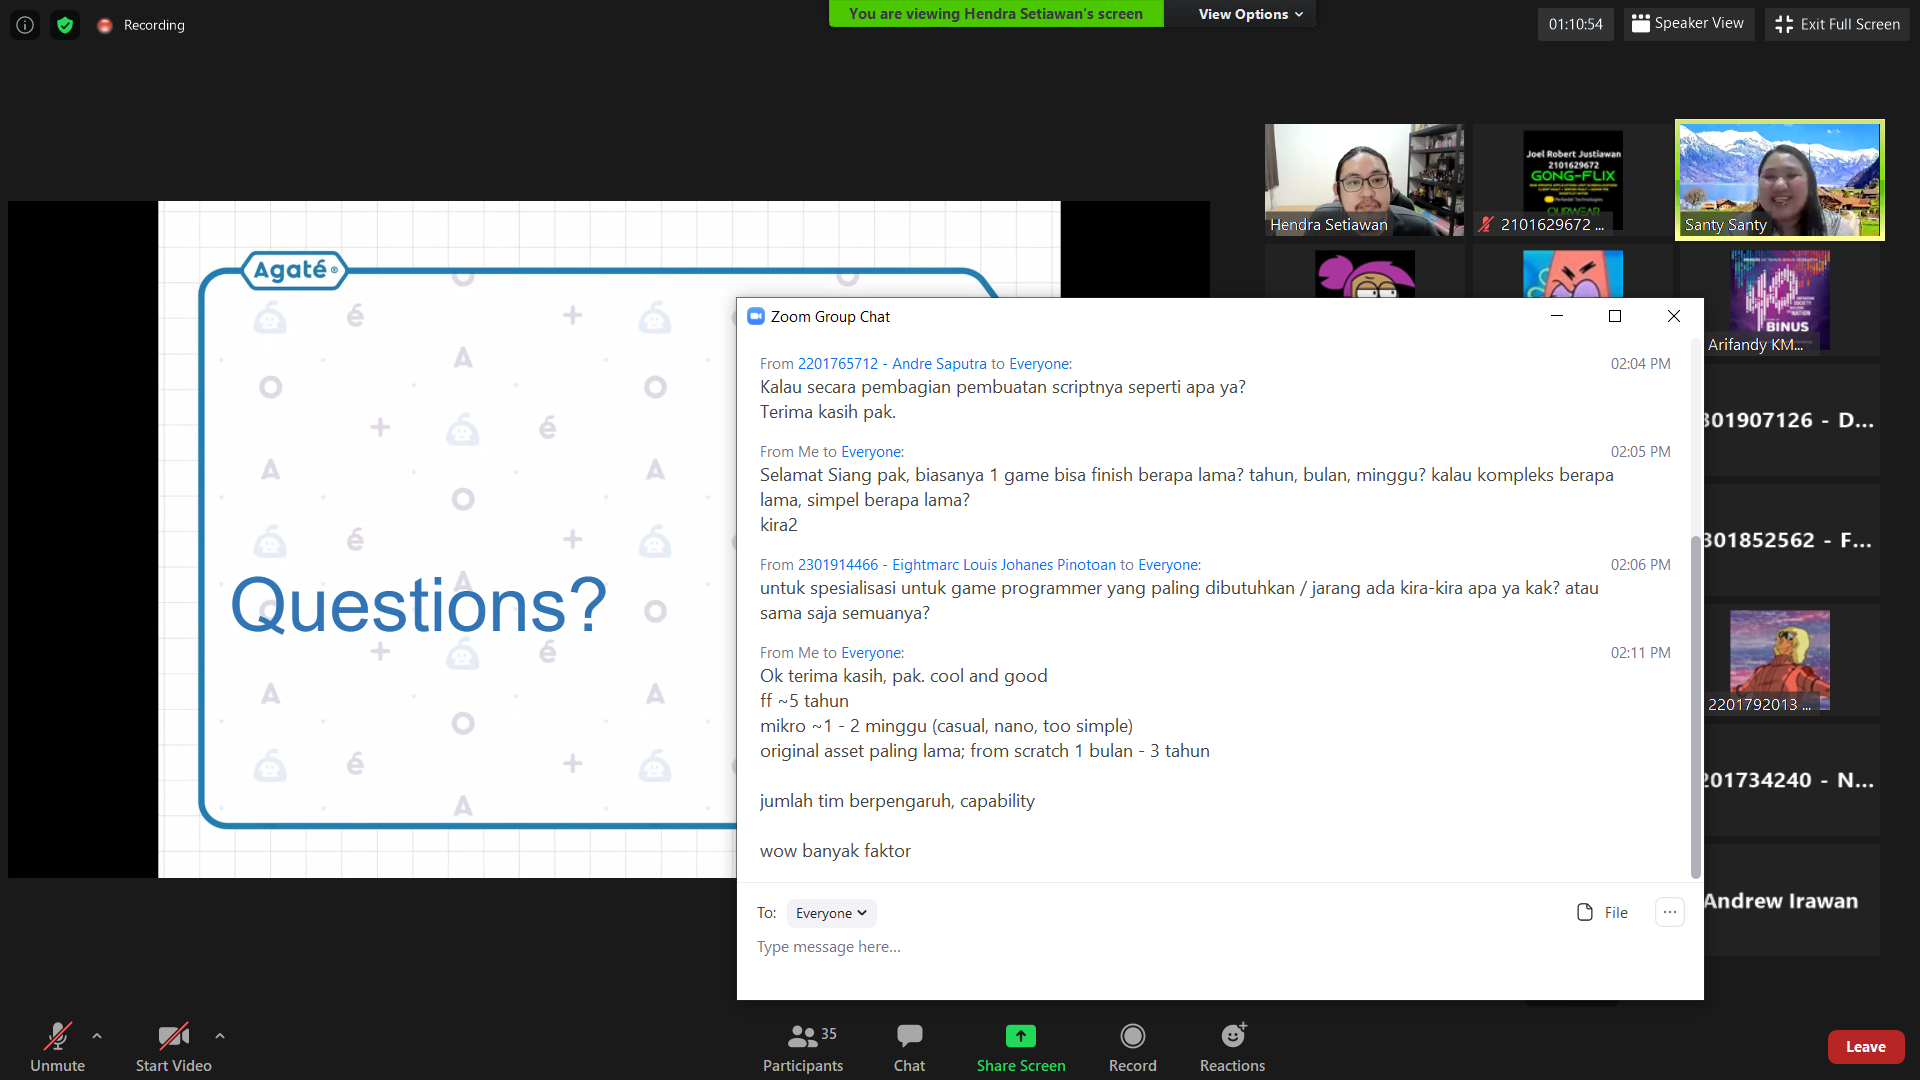 Recording
You are viewing Hendra Setiawan's screen
View Options
01:10:54
Speaker View
Exit Full Screen
Hendra Setiawan
Joel Robert Justiawan
2101629672
GONG-FLIX
2101629672 ...
Santy Santy
BINUS
Arifandy KM...
301907126 - D...
301852562 - F...
2201792013 ...
201734240 - N...
Andrew Irawan
Agaté®
Questions?
Zoom Group Chat
From 2201765712 - Andre Saputra to Everyone:
02:04 PM
Kalau secara pembagian pembuatan scriptnya seperti apa ya?
Terima kasih pak.
From Me to Everyone:
02:05 PM
Selamat Siang pak, biasanya 1 game bisa finish berapa lama? tahun, bulan, minggu? kalau kompleks berapa
lama, simpel berapa lama?
kira2
From 2301914466 - Eightmarc Louis Johanes Pinotoan to Everyone:
02:06 PM
untuk spesialisasi untuk game programmer yang paling dibutuhkan / jarang ada kira-kira apa ya kak? atau
sama saja semuanya?
From Me to Everyone:
02:11 PM
Ok terima kasih, pak. cool and good
ff ~5 tahun
mikro ~1 - 2 minggu (casual, nano, too simple)
original asset paling lama; from scratch 1 bulan - 3 tahun
jumlah tim berpengaruh, capability
wow banyak faktor
To: Everyone
File
Type message here...
Unmute
Start Video
35
Participants
Chat
Share Screen
Record
Reactions
Leave